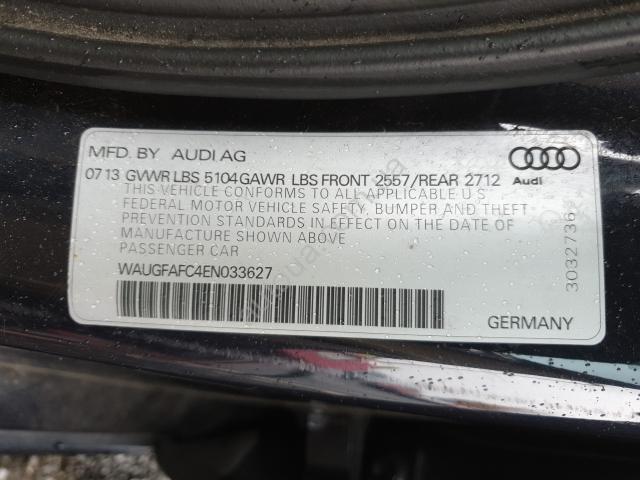 MFD. BY AUDI AG
07 13 GVWR LBS 5104 GAWR LBS FRONT 2557/REAR 2712
Audi
THIS VEHICLE CONFORMS TO ALL APPLICABLE U S
FEDERAL MOTOR VEHICLE SAFETY, BUMPER AND THEFT
PREVENTION STANDARDS IN EFFECT ON THE DATE OF
MANUFACTURE SHOWN ABOVE
PASSENGER CAR
WAUGFAFC4EN033627
GERMANY
3032736